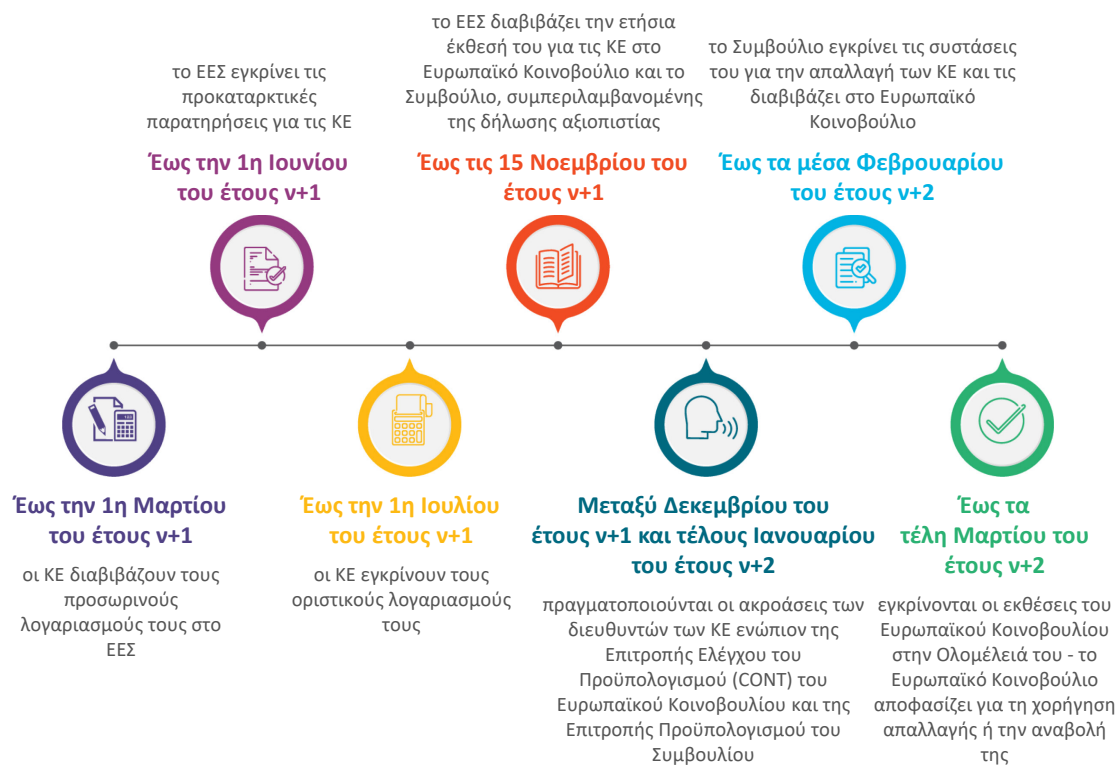 το ΕΕΣ εγκρίνει τις
προκαταρκτικές
παρατηρήσεις για τις ΚΕ
Έως την 1η Ιουνίου
του έτους ν+1
το ΕΕΣ διαβιβάζει την ετήσια
έκθεσή του για τις ΚΕ στο
Ευρωπαϊκό Κοινοβούλιο και το
Συμβούλιο, συμπεριλαμβανομένης
της δήλωσης αξιοπιστίας
Έως τις 15 Νοεμβρίου του
έτους ν+1
το Συμβούλιο εγκρίνει τις συστάσεις
του για την απαλλαγή των ΚΕ και τις
διαβιβάζει στο Ευρωπαϊκό
Κοινοβούλιο
Έως τα μέσα Φεβρουαρίου
του έτους ν+2
Έως την 1η Μαρτίου
του έτους ν+1
οι ΚΕ διαβιβάζουν τους
προσωρινούς
λογαριασμούς τους στο
ΕΕΣ
Έως την 1η Ιουλίου
του έτους ν+1
οι ΚΕ εγκρίνουν τους
οριστικούς λογαριασμούς
τους
Μεταξύ Δεκεμβρίου του
έτους ν+1 και τέλους Ιανουαρίου
του έτους ν+2
πραγματοποιούνται οι ακροάσεις των
διευθυντών των ΚΕ ενώπιον της
Επιτροπής Ελέγχου του
Προϋπολογισμού (CONT) του
Ευρωπαϊκού Κοινοβουλίου και της
Επιτροπής Προϋπολογισμού του
Συμβουλίου
Έως τα
τέλη Μαρτίου του
έτους ν+2
εγκρίνονται οι εκθέσεις του
Ευρωπαϊκού Κοινοβουλίου
στην Ολομέλειά του - το
Ευρωπαϊκό Κοινοβούλιο
αποφασίζει για τη χορήγηση
απαλλαγής ή την αναβολή
της